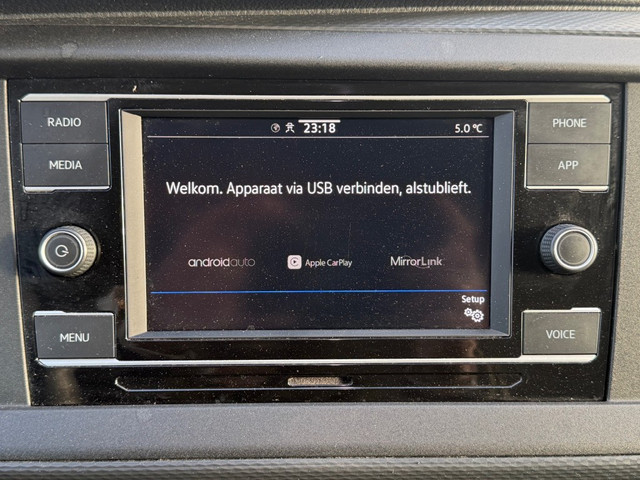 RADIO
MEDIA
MENU
23:18
5.0°C
Welkom. Apparaat via USB verbinden, alstublieft.
androidauto
Apple CarPlay
MirrorLink
Setup
PHONE
APP
VOICE